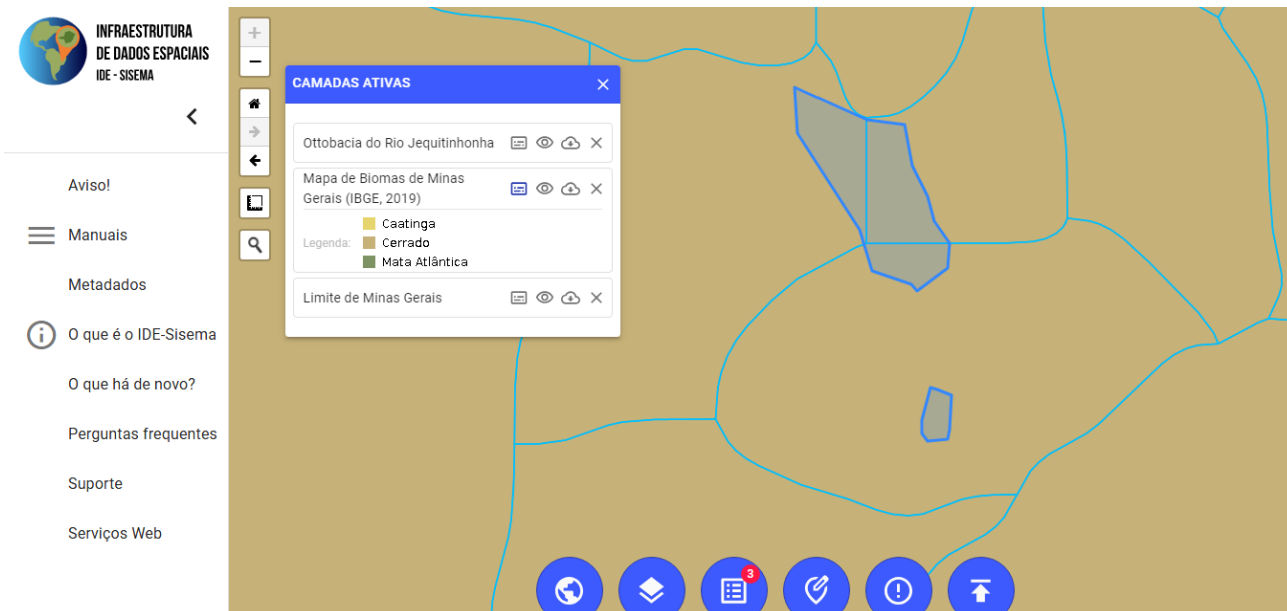 INFRAESTRUTURA
DE DADOS ESPACIAIS
IDE - SISEMA
Aviso!
Manuais
Metadados
O que é o IDE-Sisema
O que há de novo?
Perguntas frequentes
Suporte
Serviços Web
CAMADAS ATIVAS
Ottobacia do Rio Jequitinhonha
Mapa de Biomas de Minas
Gerais (IBGE, 2019)
Legenda:
Caatinga
Cerrado
Mata Atlântica
Limite de Minas Gerais
3